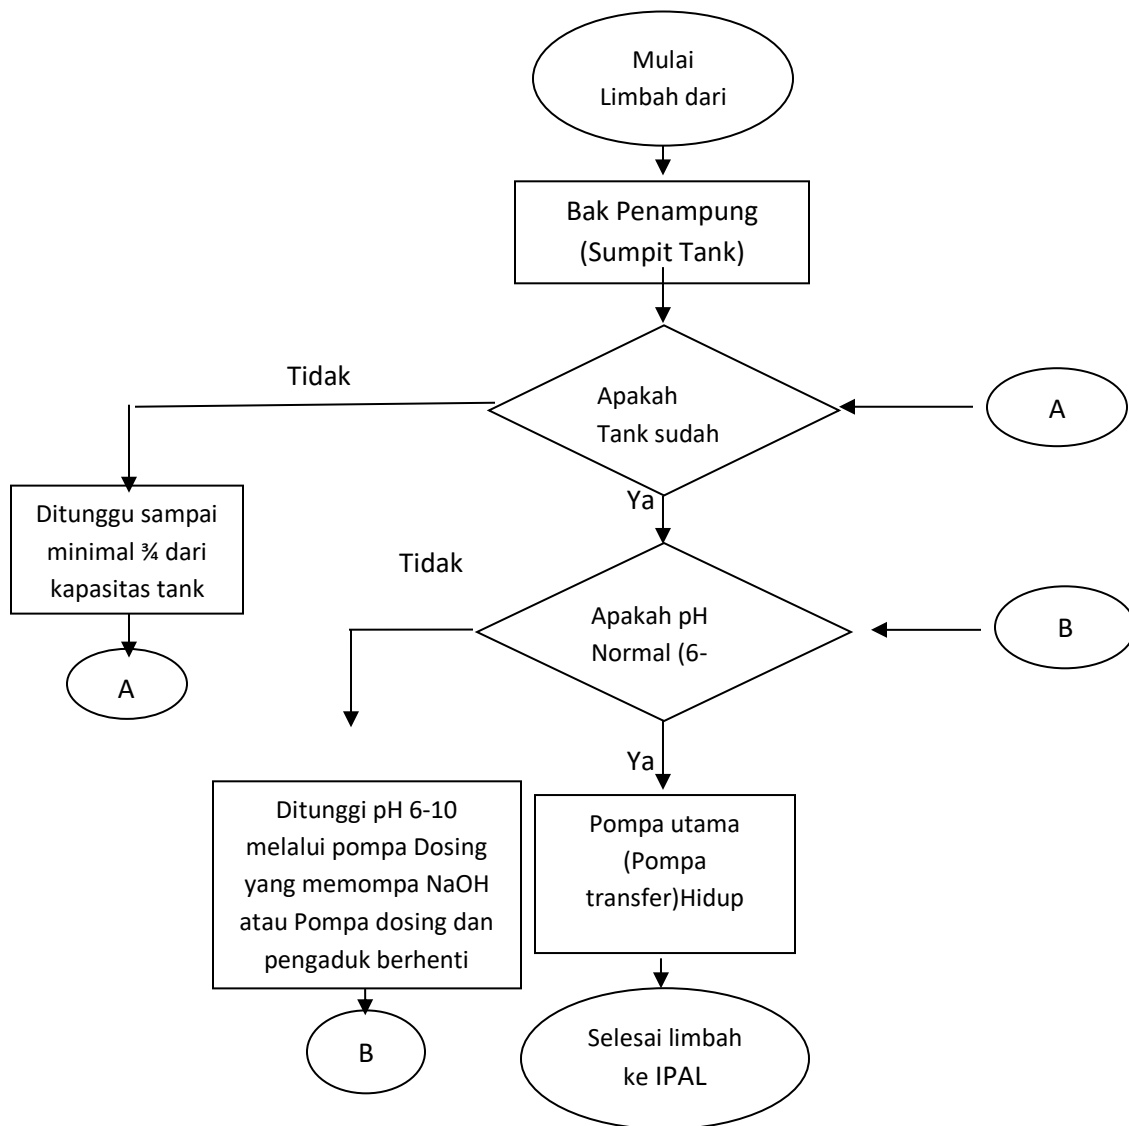 Mulai
Limbah dari
Bak Penampung
(Sumpit Tank)
Tidak
Apakah
Tank sudah
A
Ya
Ditunggu sampai
minimal ¾ dari
kapasitas tank
A
Tidak
Apakah pH
Normal (6-
B
Ya
Ditunggi pH 6-10
melalui pompa Dosing
yang memompa NaOH
atau Pompa dosing dan
pengaduk berhenti
B
Pompa utama
(Pompa
transfer)Hidup
Selesai limbah
ke IPAL